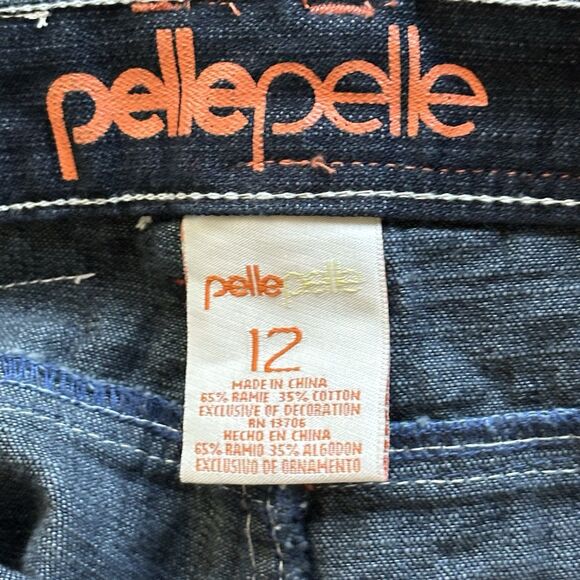 pellepelle
pellepelle
12
MADE IN CHINA
65% RAMIE 35% COTTON
EXCLUSIVE OF DECORATION
RN 13706
HECHO EN CHINA
65% RAMIO 35% ALGODON
EXCLUSIVO DE ORNAMENTO